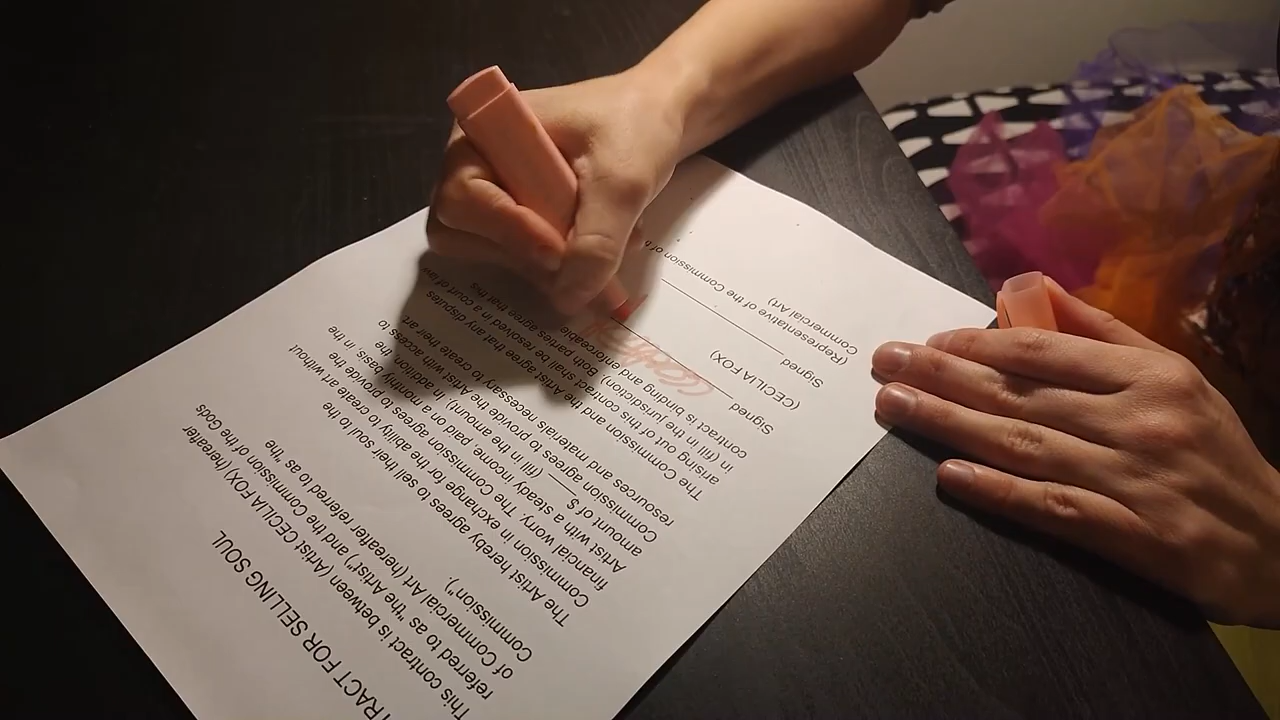 TRACT FOR SELLING SOUL
This contract is between (Artist CECILIA FOX) (hereafter
referred to as "the Artist") and the Commission of the Gods
of Commercial Art (hereafter referred to as "the
Commission").
The Artist hereby agrees to sell their soul to the
Commission in exchange for the ability to create art without
financial worry. The Commission agrees to provide the
Artist with a steady income paid on a monthly basis, in the
amount of $____ (fill in the amount). In addition, the
Commission agrees to provide the Artist with access to
resources and materials necessary to create their art.
The Commission and the Artist agree that any disputes
arising out of this contract shall be resolved in a court of law
in (fill in the jurisdiction). Both parties agree that this
contract is binding and enforceable
Signed
(CECILIA FOX)
Signed
(Representative of the Commission of
Commercial Art)